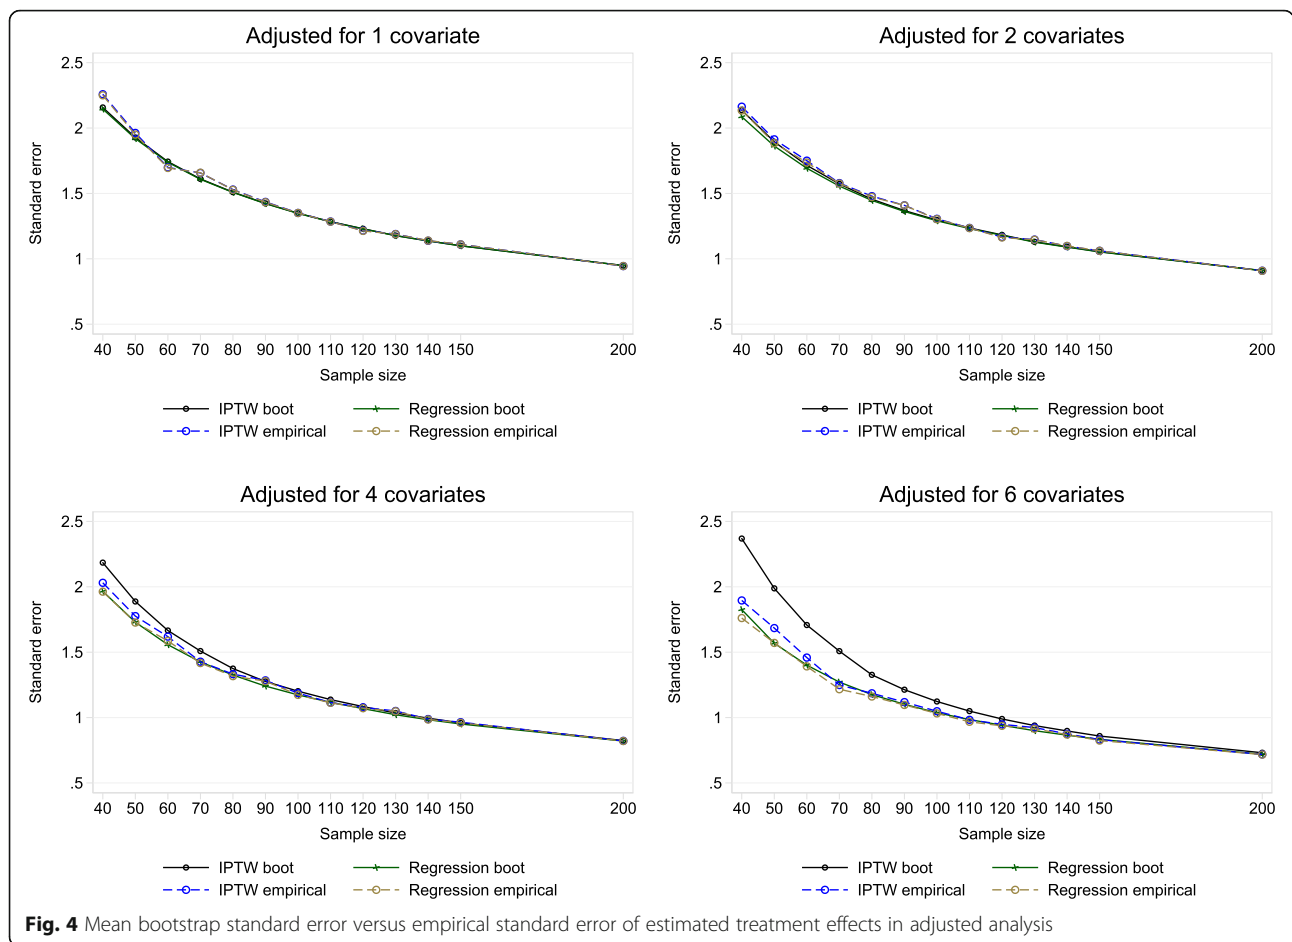 Adjusted for 1 covariate
2.5
2
1.5
1
.5
Standard error
40 50 60 70 80 90 100 110 120 130 140 150 200
Sample size
IPTW boot Regression boot
IPTW empirical Regression empirical
Adjusted for 2 covariates
2.5
2
1.5
1
.5
Standard error
40 50 60 70 80 90 100 110 120 130 140 150 200
Sample size
IPTW boot Regression boot
IPTW empirical Regression empirical
Adjusted for 4 covariates
2.5
2
1.5
1
.5
Standard error
40 50 60 70 80 90 100 110 120 130 140 150 200
Sample size
IPTW boot Regression boot
IPTW empirical Regression empirical
Adjusted for 6 covariates
2.5
2
1.5
1
.5
Standard error
40 50 60 70 80 90 100 110 120 130 140 150 200
Sample size
IPTW boot Regression boot
IPTW empirical Regression empirical
Fig. 4 Mean bootstrap standard error versus empirical standard error of estimated treatment effects in adjusted analysis